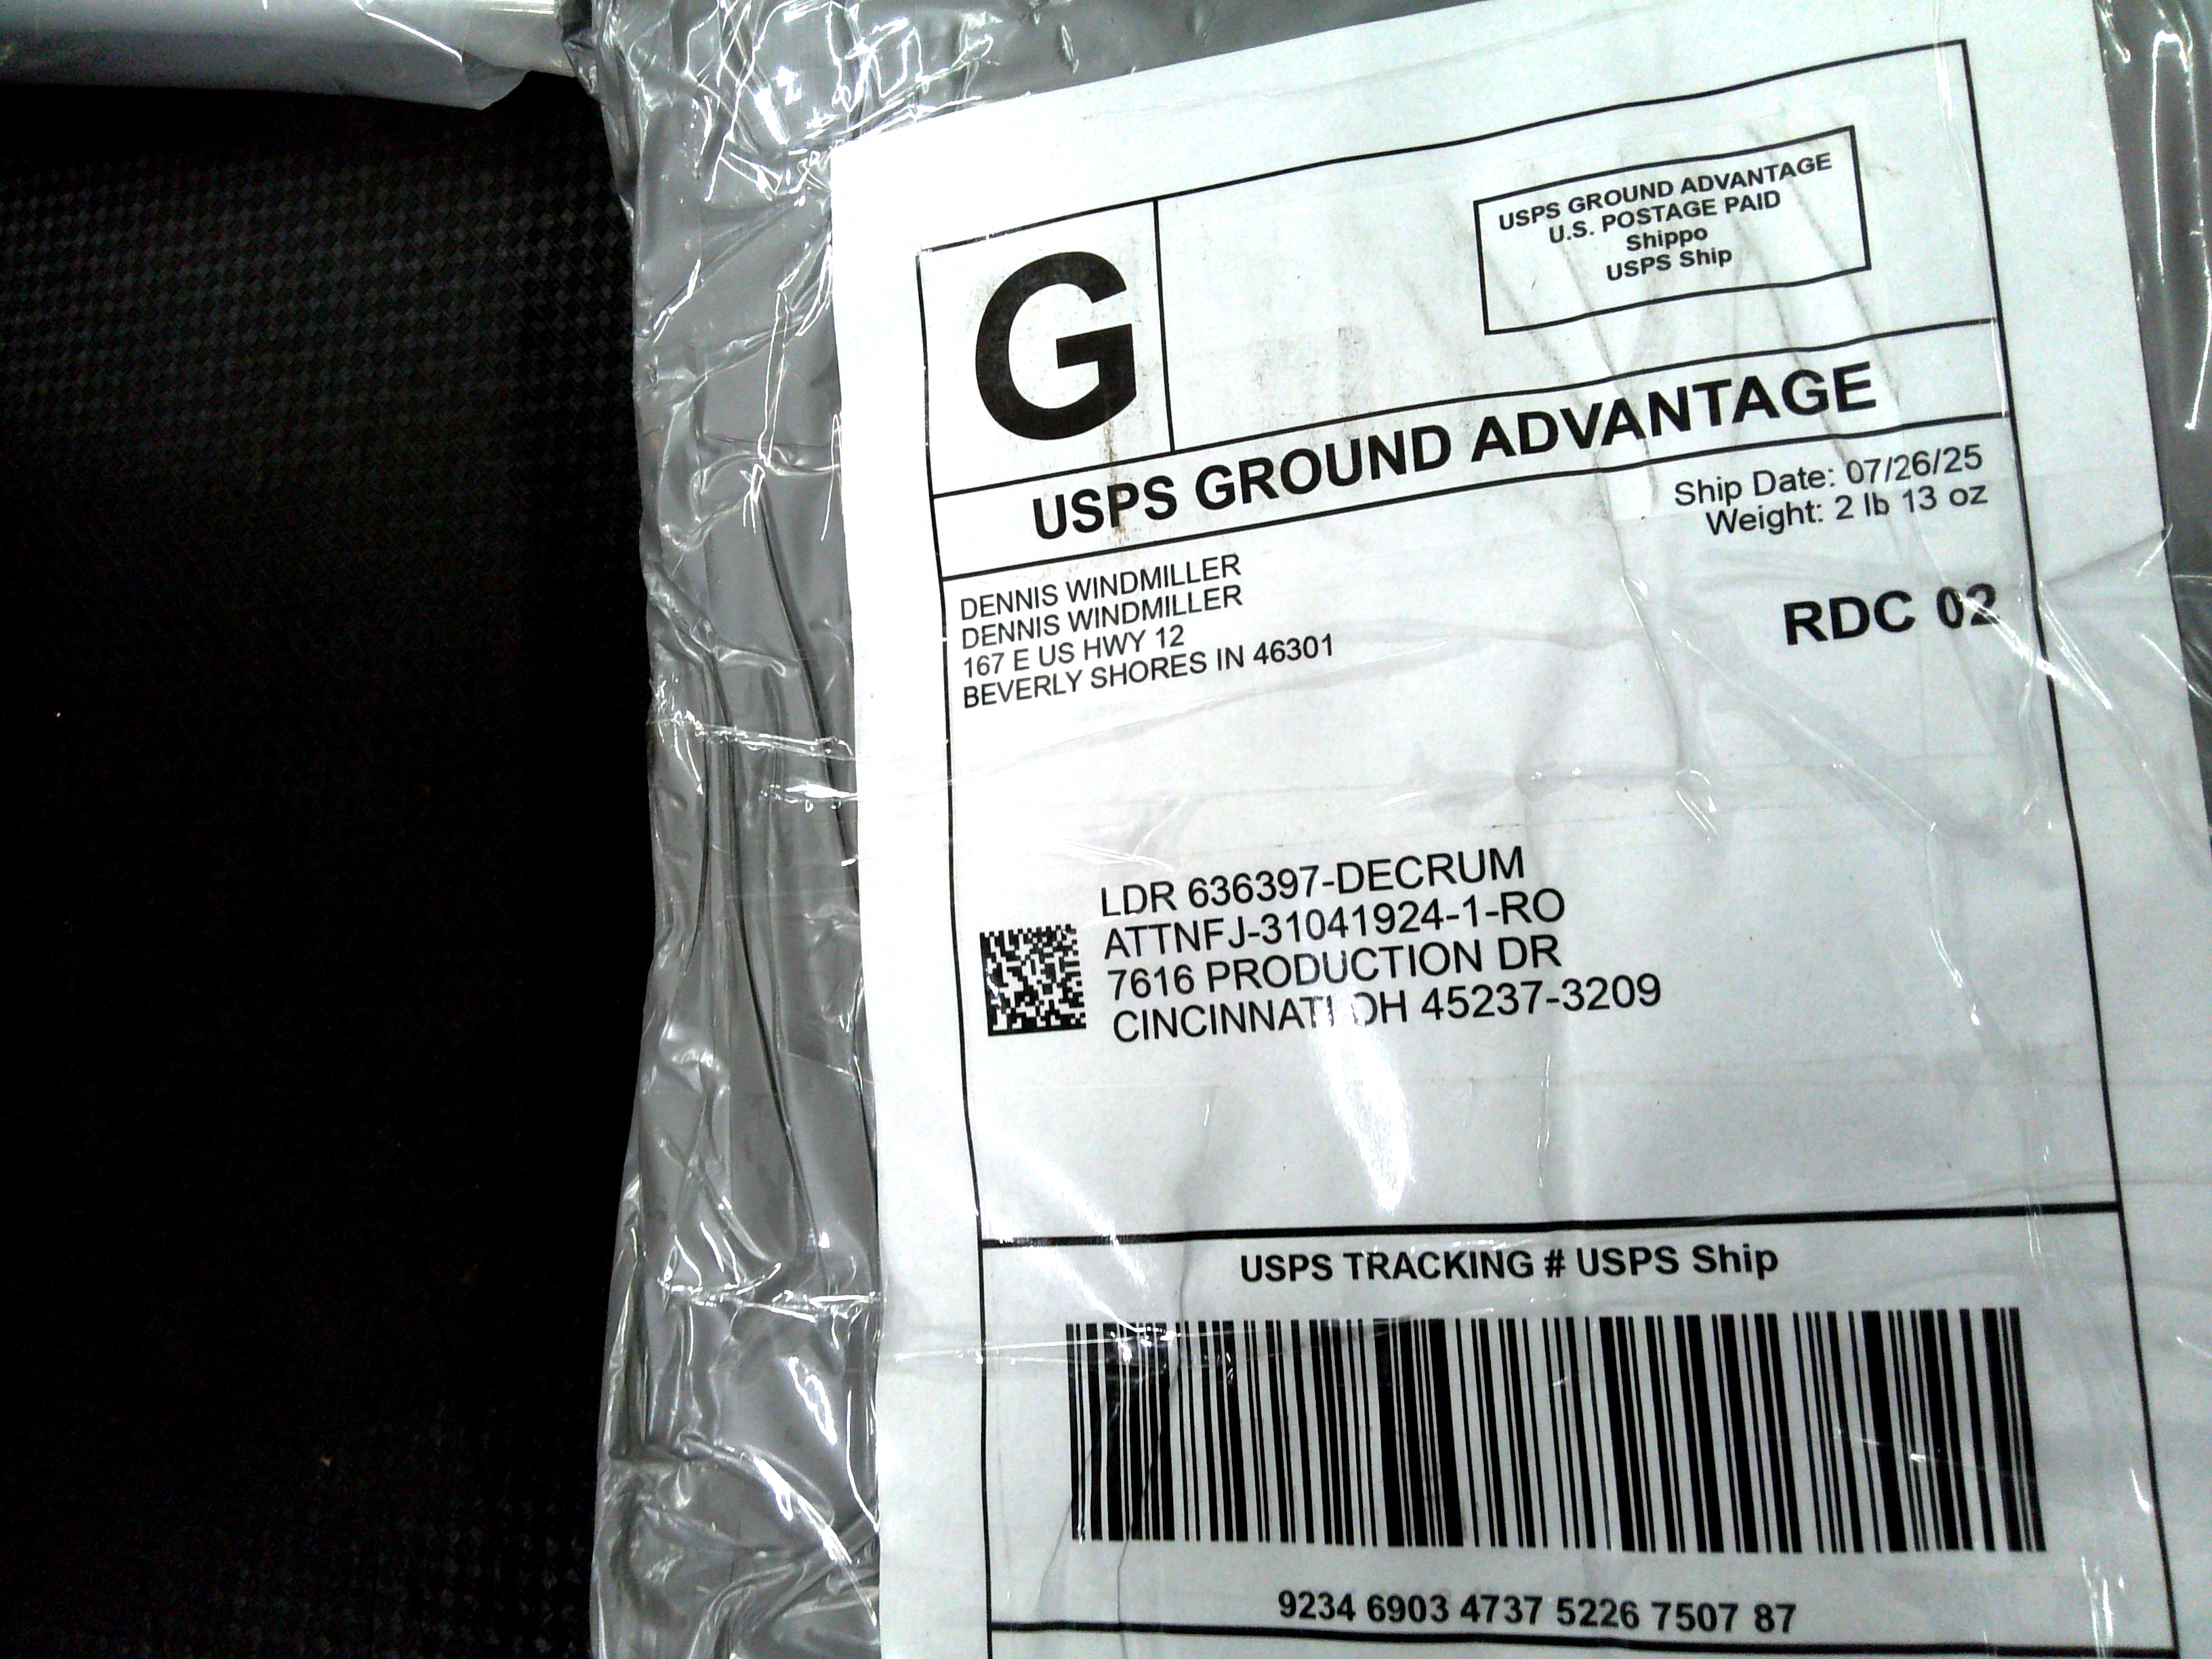 USPS GROUND ADVANTAGE
U.S. POSTAGE PAID
Shippo
USPS Ship
G
USPS GROUND ADVANTAGE
Ship Date: 07/26/25
Weight: 2 lb 13 oz
DENNIS WINDMILLER
DENNIS WINDMILLER
167 E US HWY 12
BEVERLY SHORES IN 46301
RDC 02
LDR 636397-DECRUM
ATTNFJ-31041924-1-RO
7616 PRODUCTION DR
CINCINNATI OH 45237-3209
USPS TRACKING # USPS Ship
9234 6903 4737 5226 7507 87